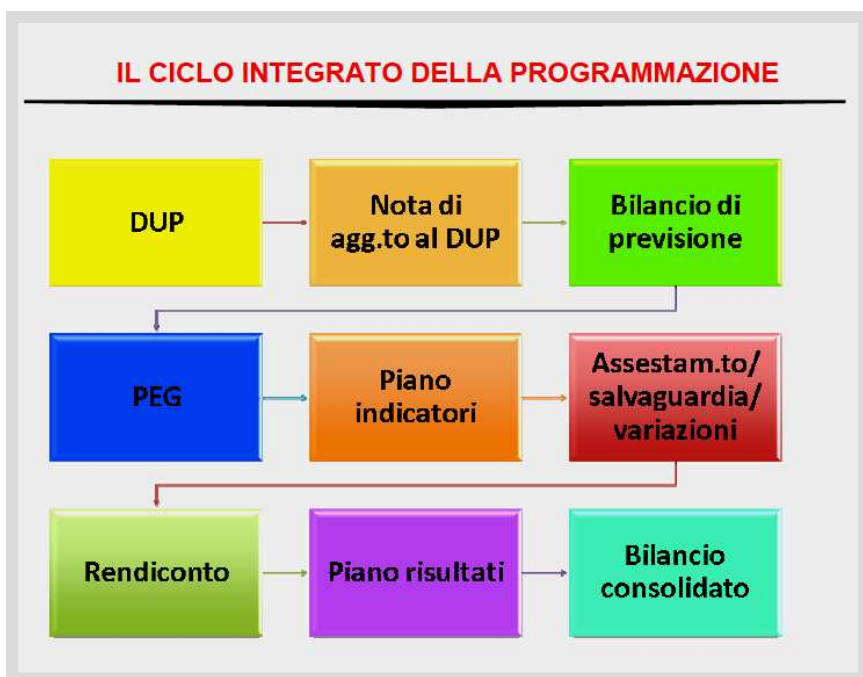 IL CICLO INTEGRATO DELLA PROGRAMMAZIONE
DUP
Nota di
agg.to al DUP
Bilancio di
previsione
PEG
Piano
indicatori
Assestam.to/
salvaguardia/
variazioni
Rendiconto
Piano risultati
Bilancio
consolidato